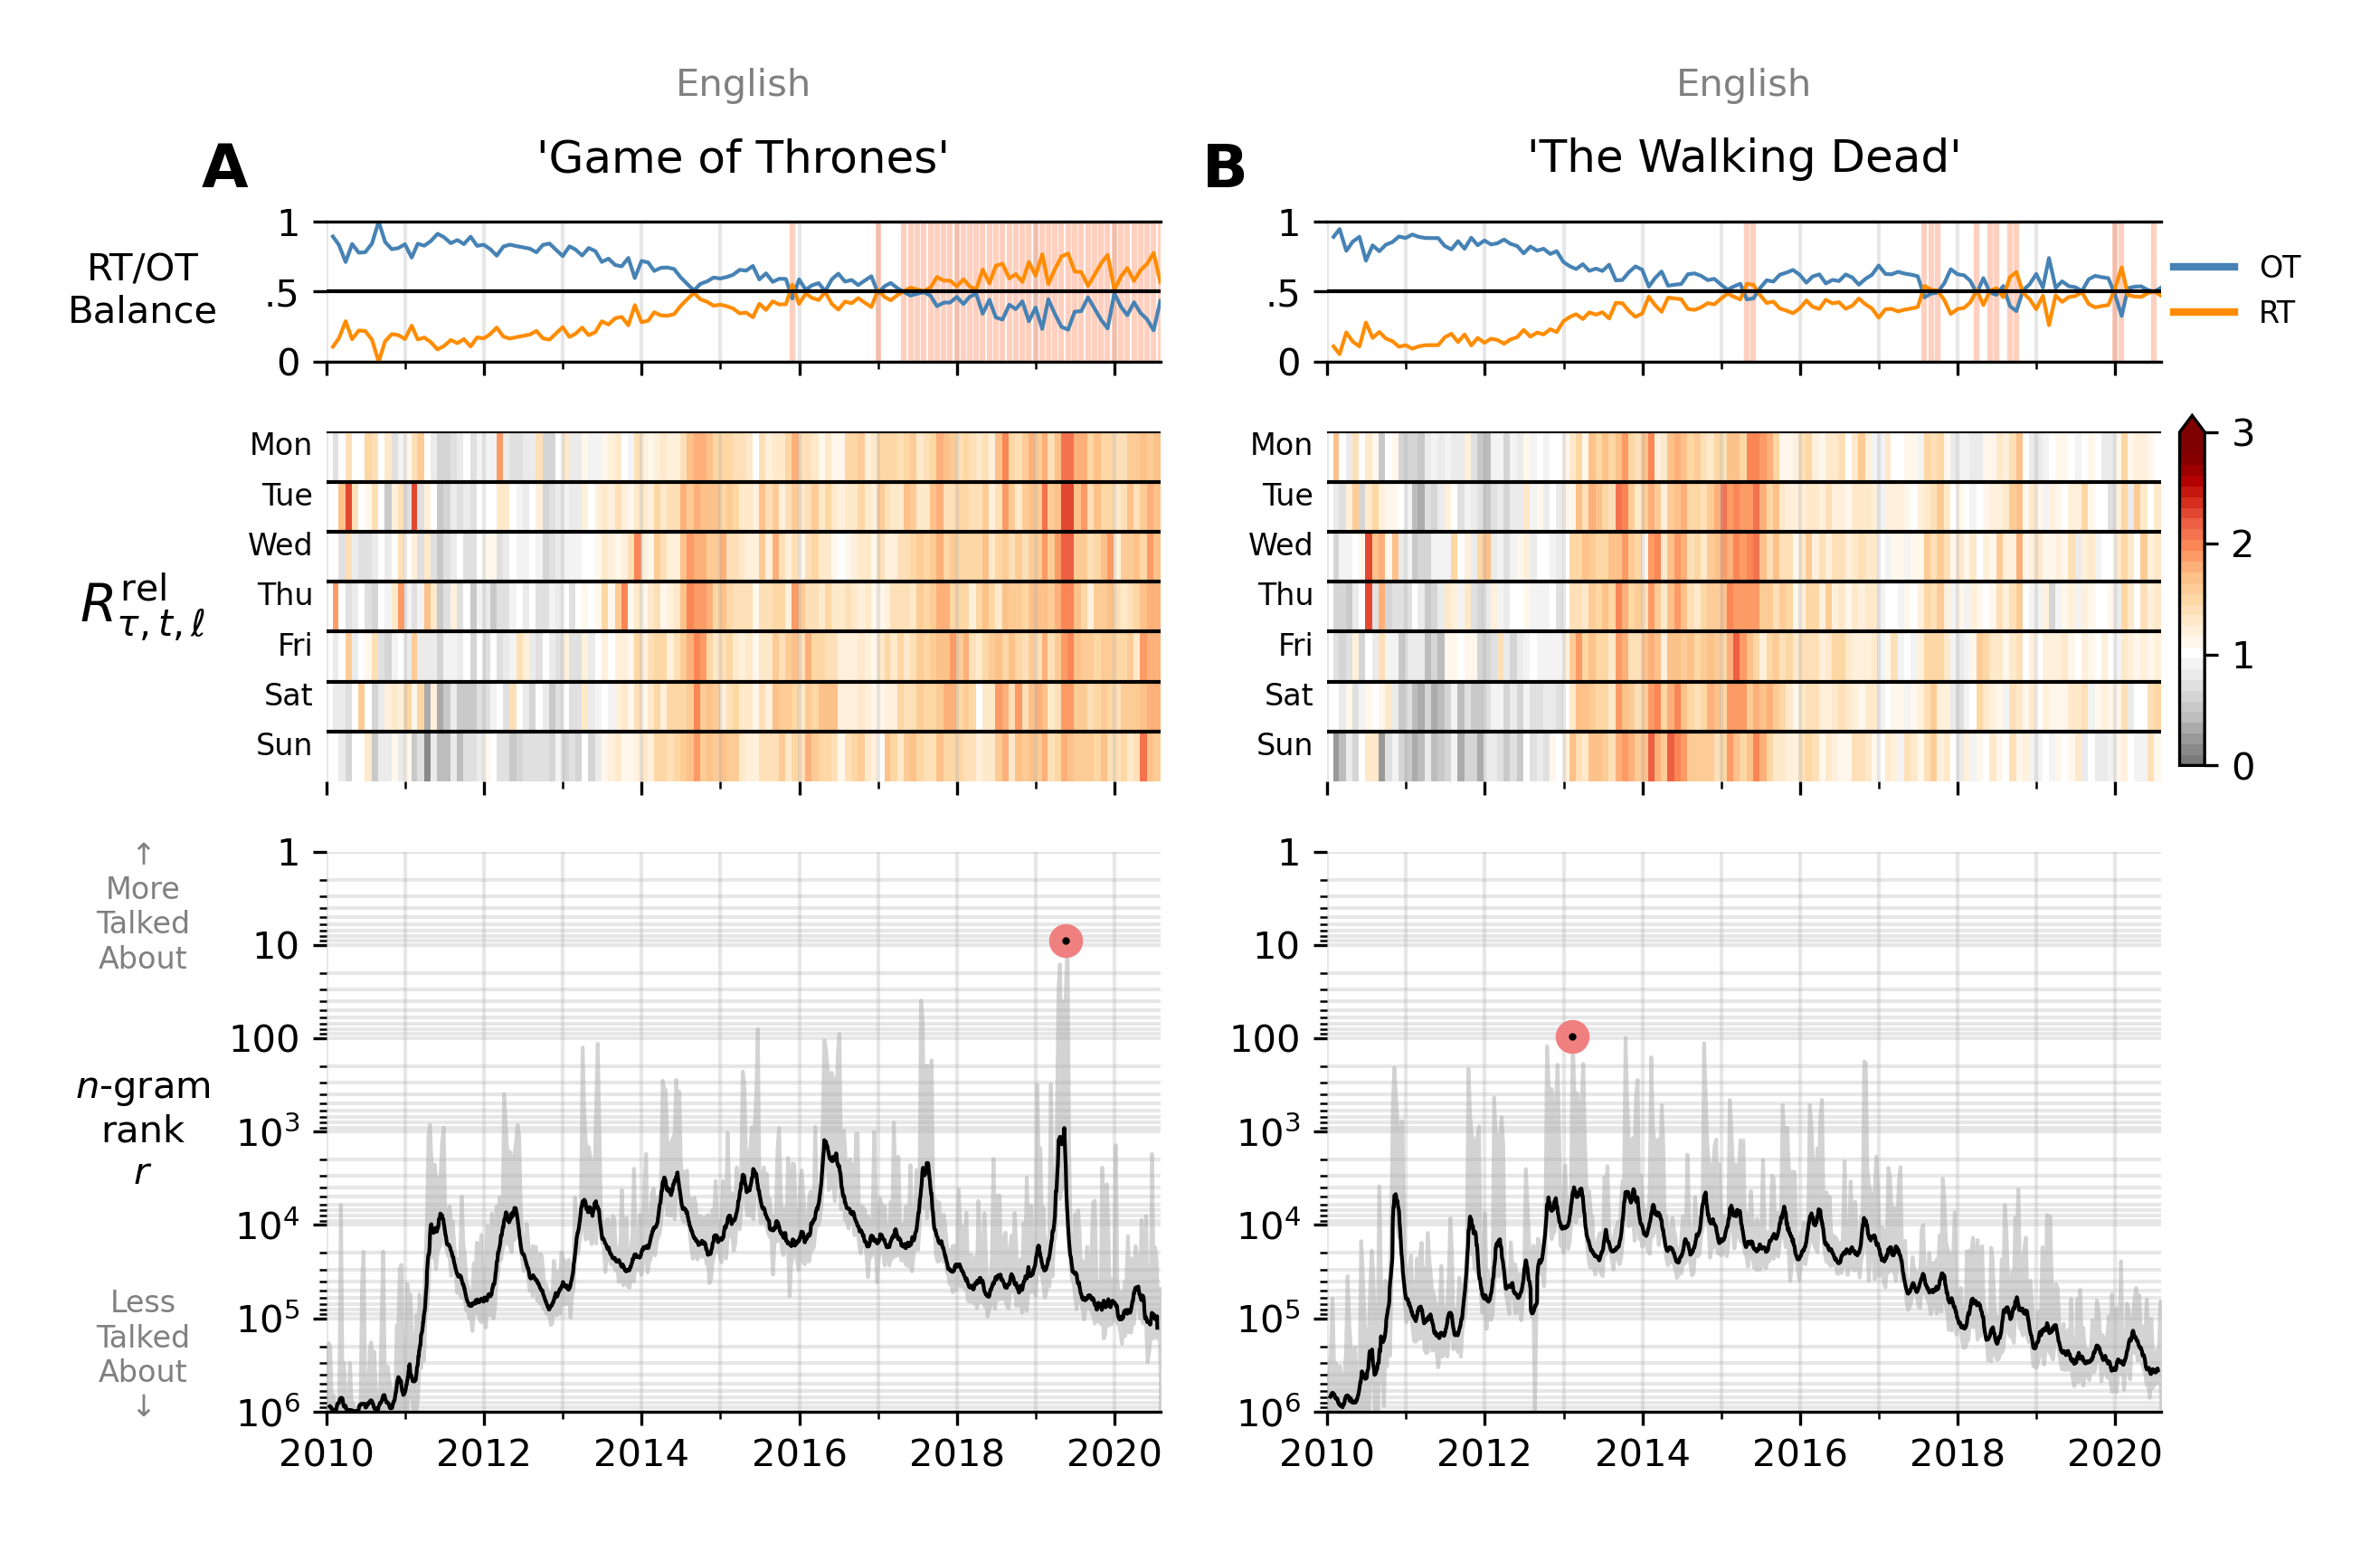 English
A
'Game of Thrones'
RT/OT
Balance
1
.5
0
Mon
Tue
Wed
Thu
Fri
Sat
Sun
R^{rel}_{τ, t, ℓ}
↑
More
Talked
About
n-gram
rank
r
Less
Talked
About
↓
1
10
100
10³
10⁴
10⁵
10⁶
2010 2012 2014 2016 2018 2020
English
B
'The Walking Dead'
1
.5
0
OT
RT
Mon
Tue
Wed
Thu
Fri
Sat
Sun
3
2
1
0
1
10
100
10³
10⁴
10⁵
10⁶
2010 2012 2014 2016 2018 2020